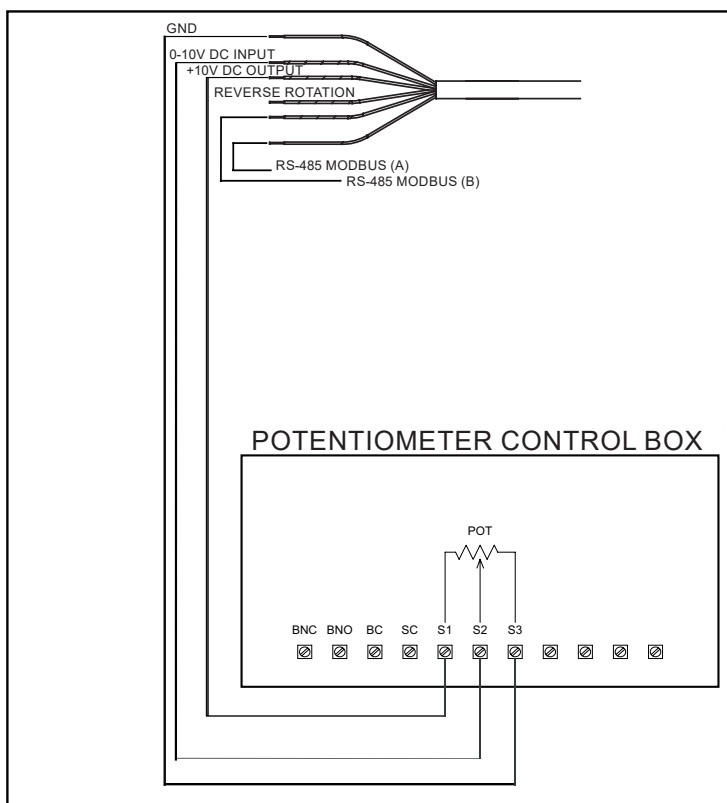 GND
0-10V DC INPUT
+10V DC OUTPUT
REVERSE ROTATION
RS-485 MODBUS (A)
RS-485 MODBUS (B)
POTENTIOMETER CONTROL BOX
POT
BNC BNO BC SC S1 S2 S3